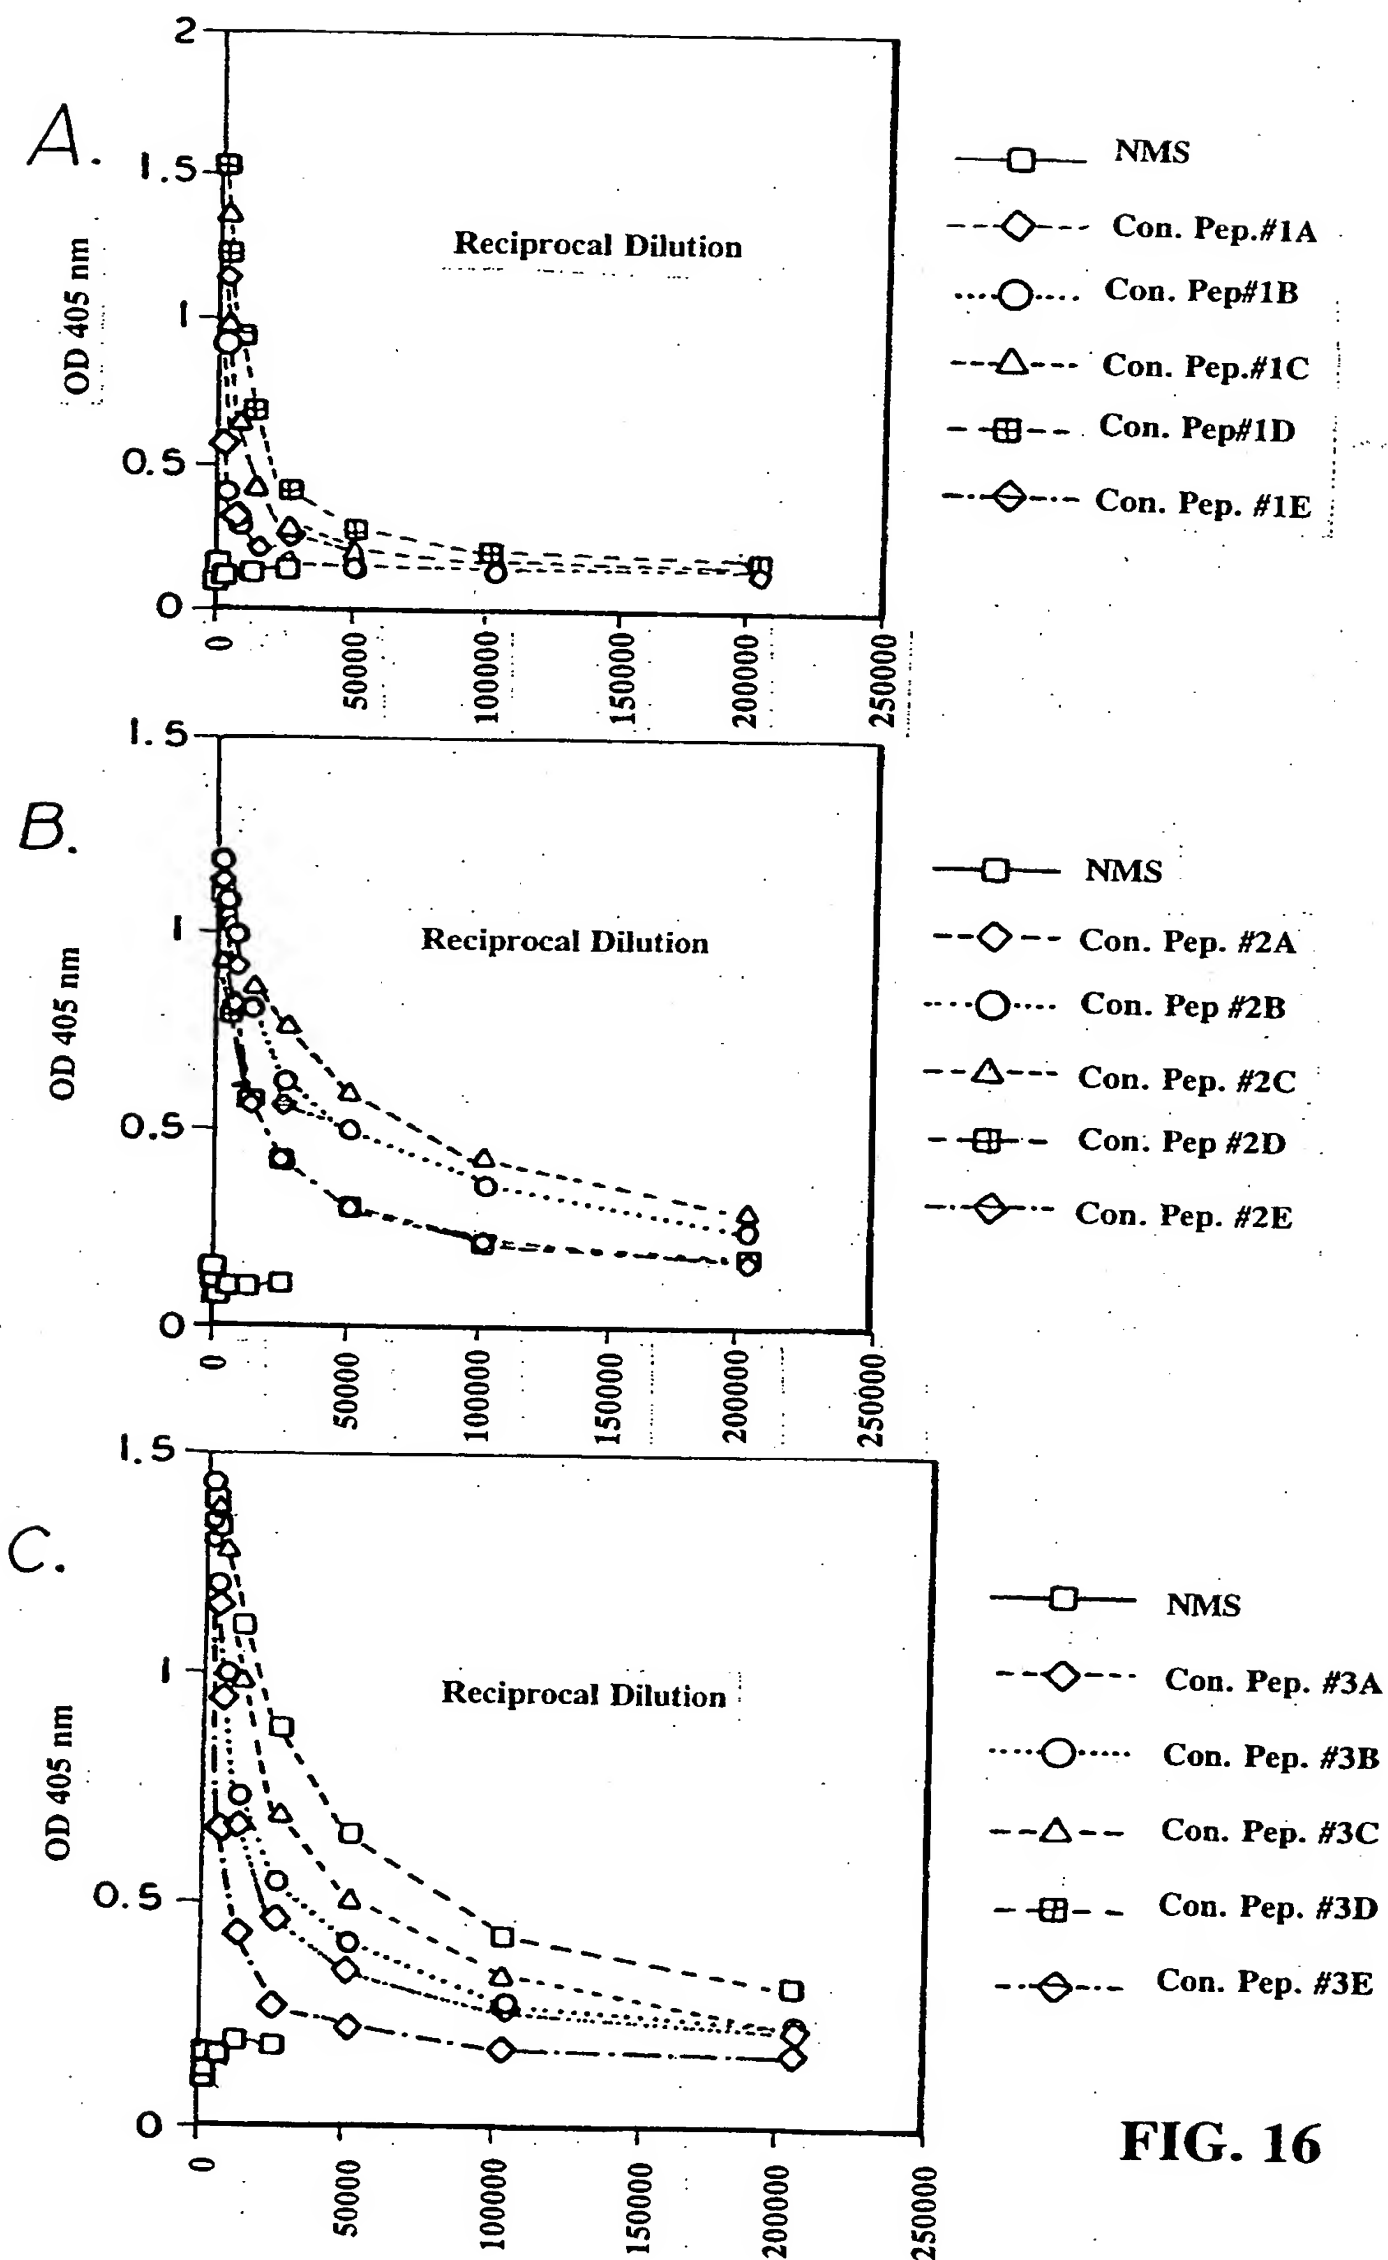 A.
OD 405 nm
2
1.5
1
0.5
0
Reciprocal Dilution
0
50000
100000
150000
200000
250000
NMS
Con. Pep.#1A
Con. Pep#1B
Con. Pep.#1C
Con. Pep#1D
Con. Pep. #1E
B.
OD 405 nm
1.5
1
0.5
0
Reciprocal Dilution
0
50000
100000
150000
200000
250000
NMS
Con. Pep. #2A
Con. Pep #2B
Con. Pep. #2C
Con. Pep #2D
Con. Pep. #2E
C.
OD 405 nm
1.5
1
0.5
0
Reciprocal Dilution
0
50000
100000
150000
200000
250000
NMS
Con. Pep. #3A
Con. Pep. #3B
Con. Pep. #3C
Con. Pep. #3D
Con. Pep. #3E
FIG. 16